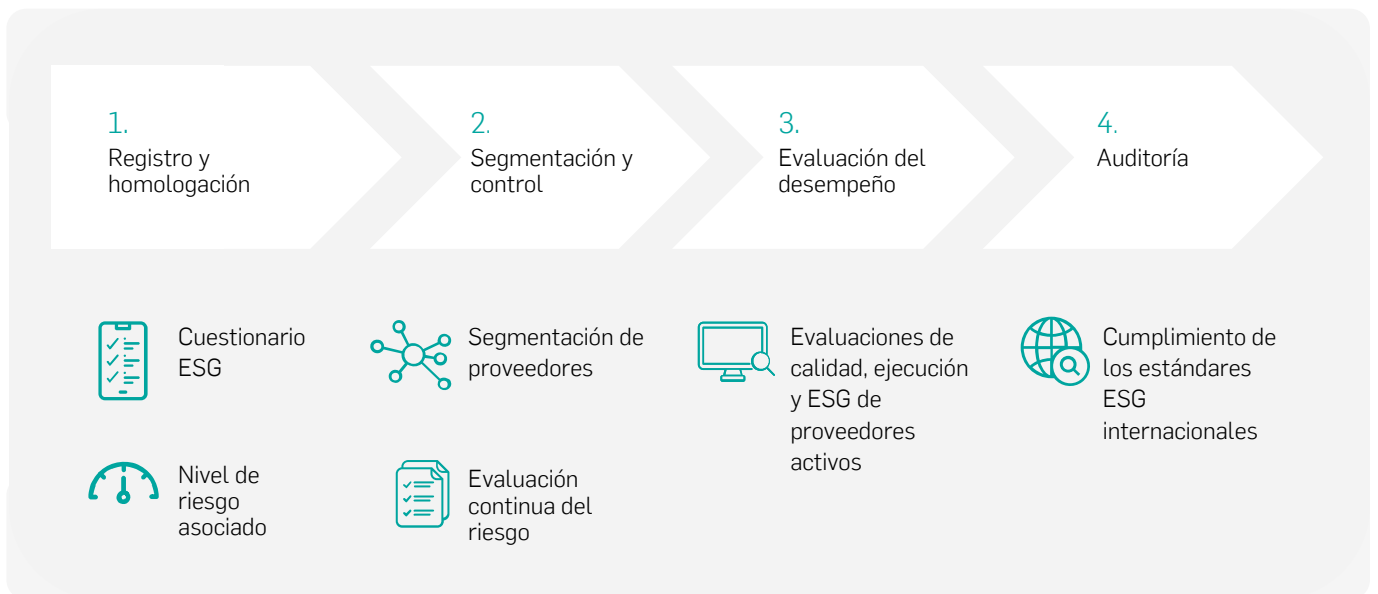 1.
Registro y
homologación
2.
Segmentación y
control
3.
Evaluación del
desempeño
4.
Auditoría
Cuestionario
ESG
Segmentación de
proveedores
Evaluaciones de
calidad, ejecución
y ESG de
proveedores
activos
Cumplimiento de
los estándares
ESG
internacionales
Nivel de
riesgo
asociado
Evaluación
continua del
riesgo